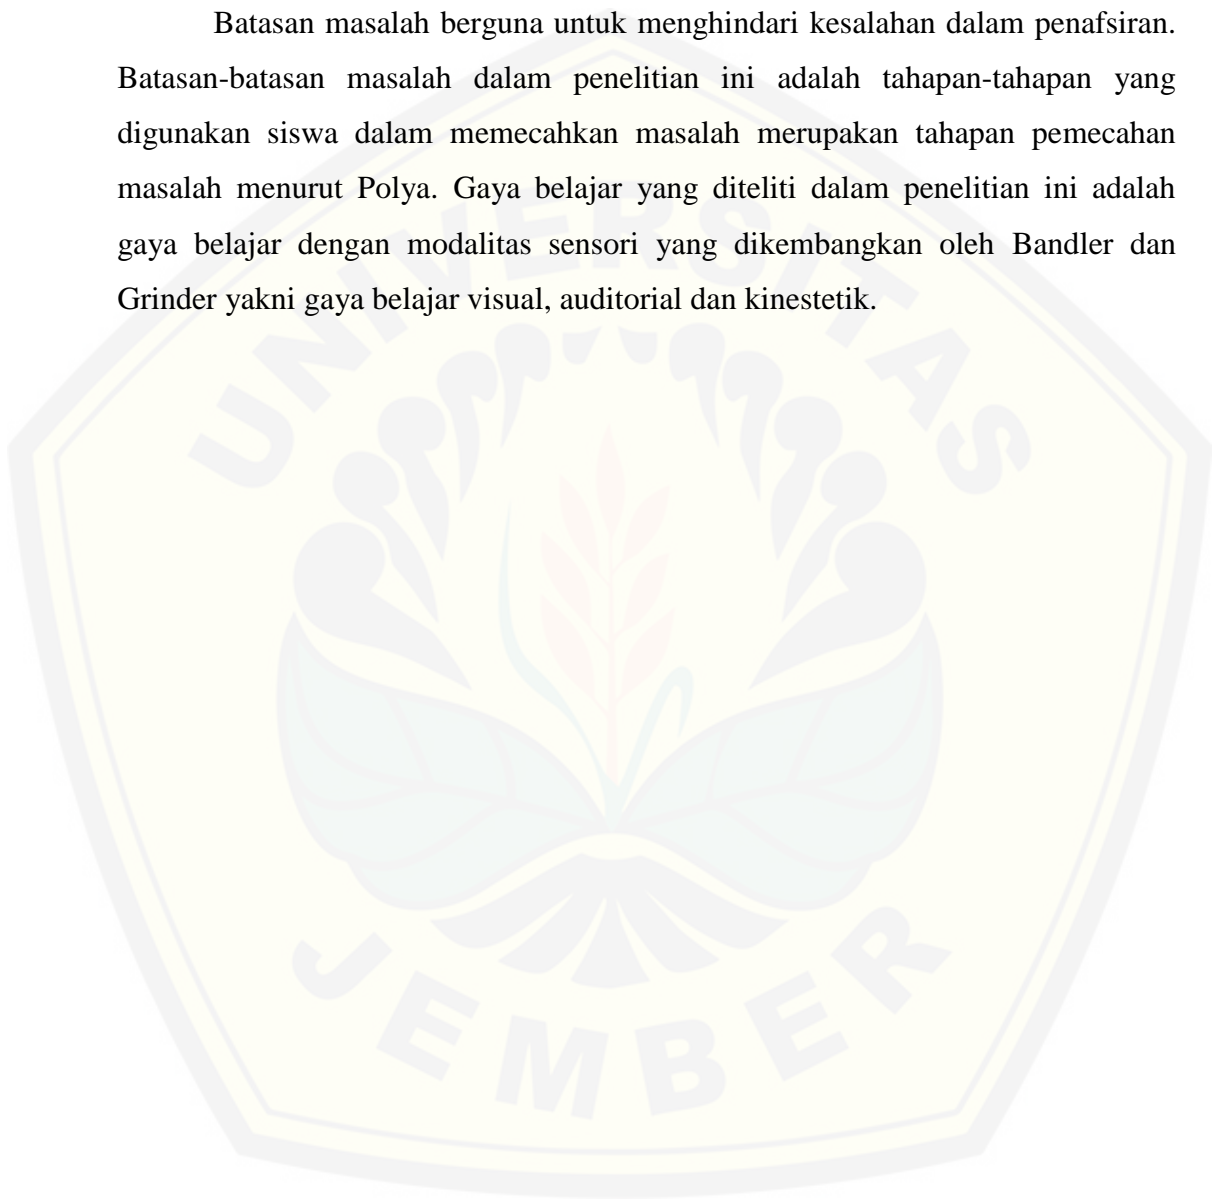 Batasan masalah berguna untuk menghindari kesalahan dalam penafsiran.
Batasan-batasan masalah dalam penelitian ini adalah tahapan-tahapan yang
digunakan siswa dalam memecahkan masalah merupakan tahapan pemecahan
masalah menurut Polya. Gaya belajar yang diteliti dalam penelitian ini adalah
gaya belajar dengan modalitas sensori yang dikembangkan oleh Bandler dan
Grinder yakni gaya belajar visual, auditorial dan kinestetik.
UNIVERSITAS
JEMBER